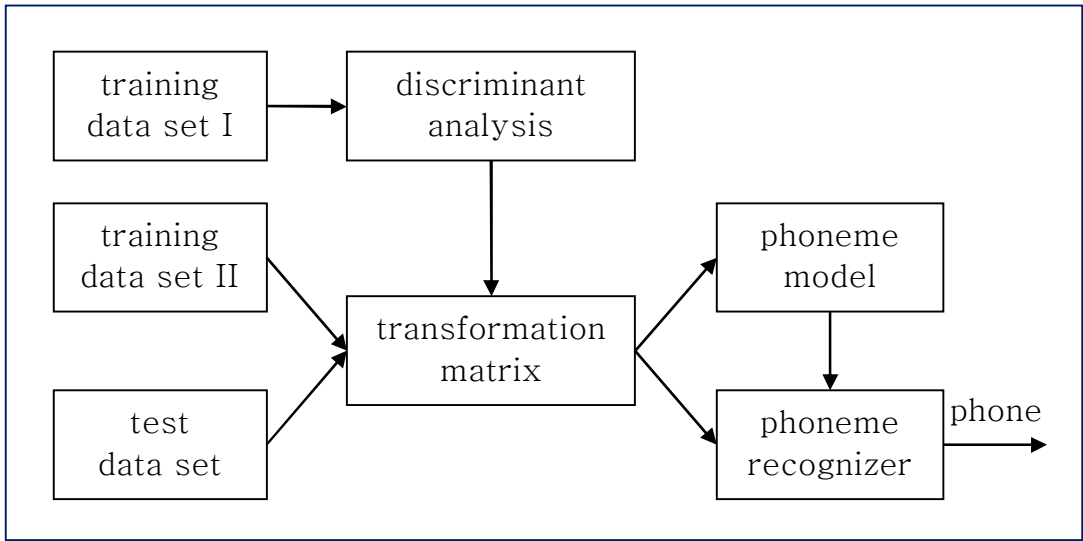 training
data set I
discriminant
analysis
training
data set II
phoneme
model
transformation
matrix
test
data set
phoneme
recognizer
phone